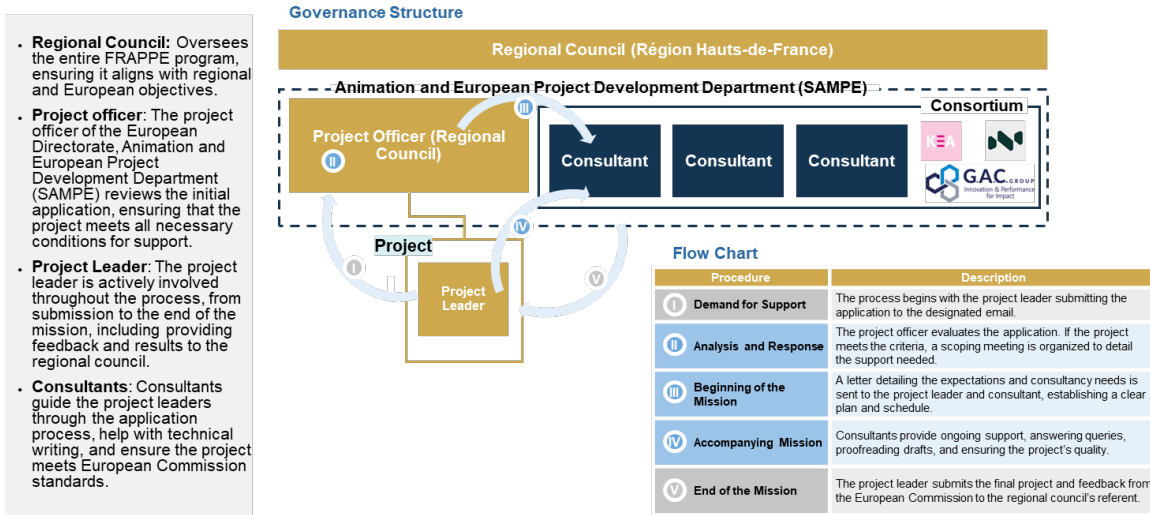 Governance Structure
• Regional Council: Oversees
the entire FRAPPE program,
ensuring it aligns with regional
and European objectives.
• Project officer: The project
officer of the European
Directorate, Animation and
European Project
Development Department
(SAMPE) reviews the initial
application, ensuring that the
project meets all necessary
conditions for support.
• Project Leader: The project
leader is actively involved
throughout the process, from
submission to the end of the
mission, including providing
feedback and results to the
regional council.
• Consultants: Consultants
guide the project leaders
through the application
process, help with technical
writing, and ensure the project
meets European Commission
standards.
Regional Council (Région Hauts-de-France)
Animation and European Project Development Department (SAMPE)
Project Officer (Regional
Council)
II
III
Consultant
Consultant
Consultant
Consortium
KEA
N
G.A.C. GROUP
Innovation & Performance
for Impact
IV
Project
I
V
Project
Leader
Flow Chart
Procedure Description
I Demand for Support
The process begins with the project leader submitting the
application to the designated email.
II Analysis and Response
The project officer evaluates the application. If the project
meets the criteria, a scoping meeting is organized to detail
the support needed.
III Beginning of the
Mission
A letter detailing the expectations and consultancy needs is
sent to the project leader and consultant, establishing a clear
plan and schedule.
IV Accompanying Mission
Consultants provide ongoing support, answering queries,
proofreading drafts, and ensuring the project's quality.
V End of the Mission
The project leader submits the final project and feedback from
the European Commission to the regional council's referent.